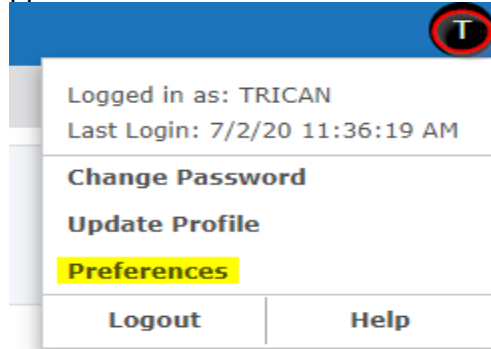 T
Logged in as: TRICAN
Last Login: 7/2/20 11:36:19 AM
Change Password
Update Profile
Preferences
Logout Help